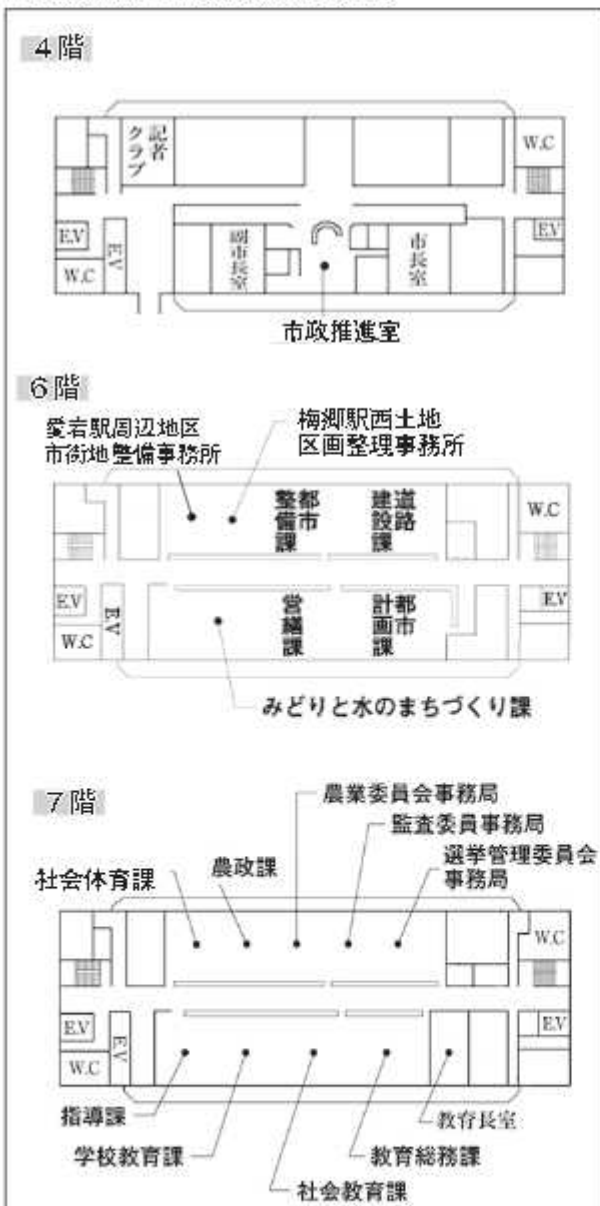 4階
記者
クラブ
W.C
E.V
E.V
W.C
副市長室
市長室
E.V
市政推進室
6階
愛宕駅周辺地区
市街地整備事務所
梅郷駅西土地
区画整理事務所
都市
整備課
道路
建設課
W.C
E.V
E.V
W.C
営繕課
都市
計画課
E.V
みどりと水のまちづくり課
7階
農業委員会事務局
監査委員事務局
選挙管理委員会
事務局
社会体育課
農政課
W.C
E.V
E.V
W.C
E.V
指導課
学校教育課
社会教育課
教育総務課
教育長室